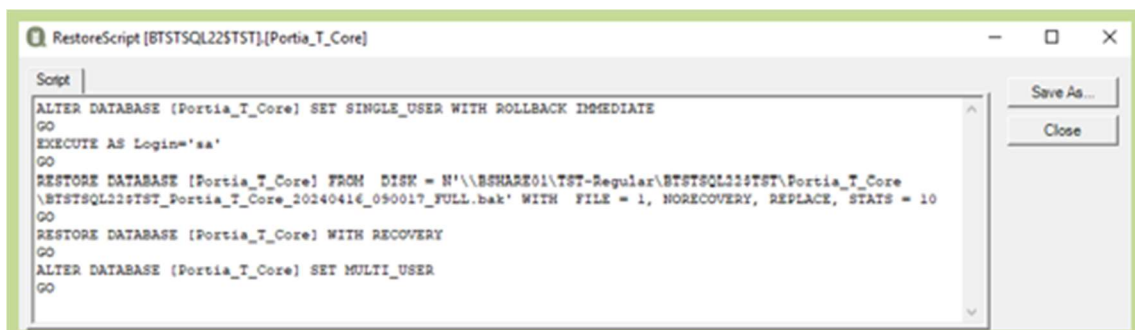 RestoreScript [BTSTSQL22$TST].[Portia_T_Core]
Script
Save As...
Close
ALTER DATABASE [Portia_T_Core] SET SINGLE_USER WITH ROLLBACK IMMEDIATE
GO
EXECUTE AS Login='sa'
GO
RESTORE DATABASE [Portia_T_Core] FROM  DISK = N'\\BSHARE01\TST-Regular\BTSTSQL22$TST\Portia_T_Core
\BTSTSQL22$TST_Portia_T_Core_20240416_090017_FULL.bak' WITH  FILE = 1, NORECOVERY, REPLACE, STATS = 10
GO
RESTORE DATABASE [Portia_T_Core] WITH RECOVERY
GO
ALTER DATABASE [Portia_T_Core] SET MULTI_USER
GO